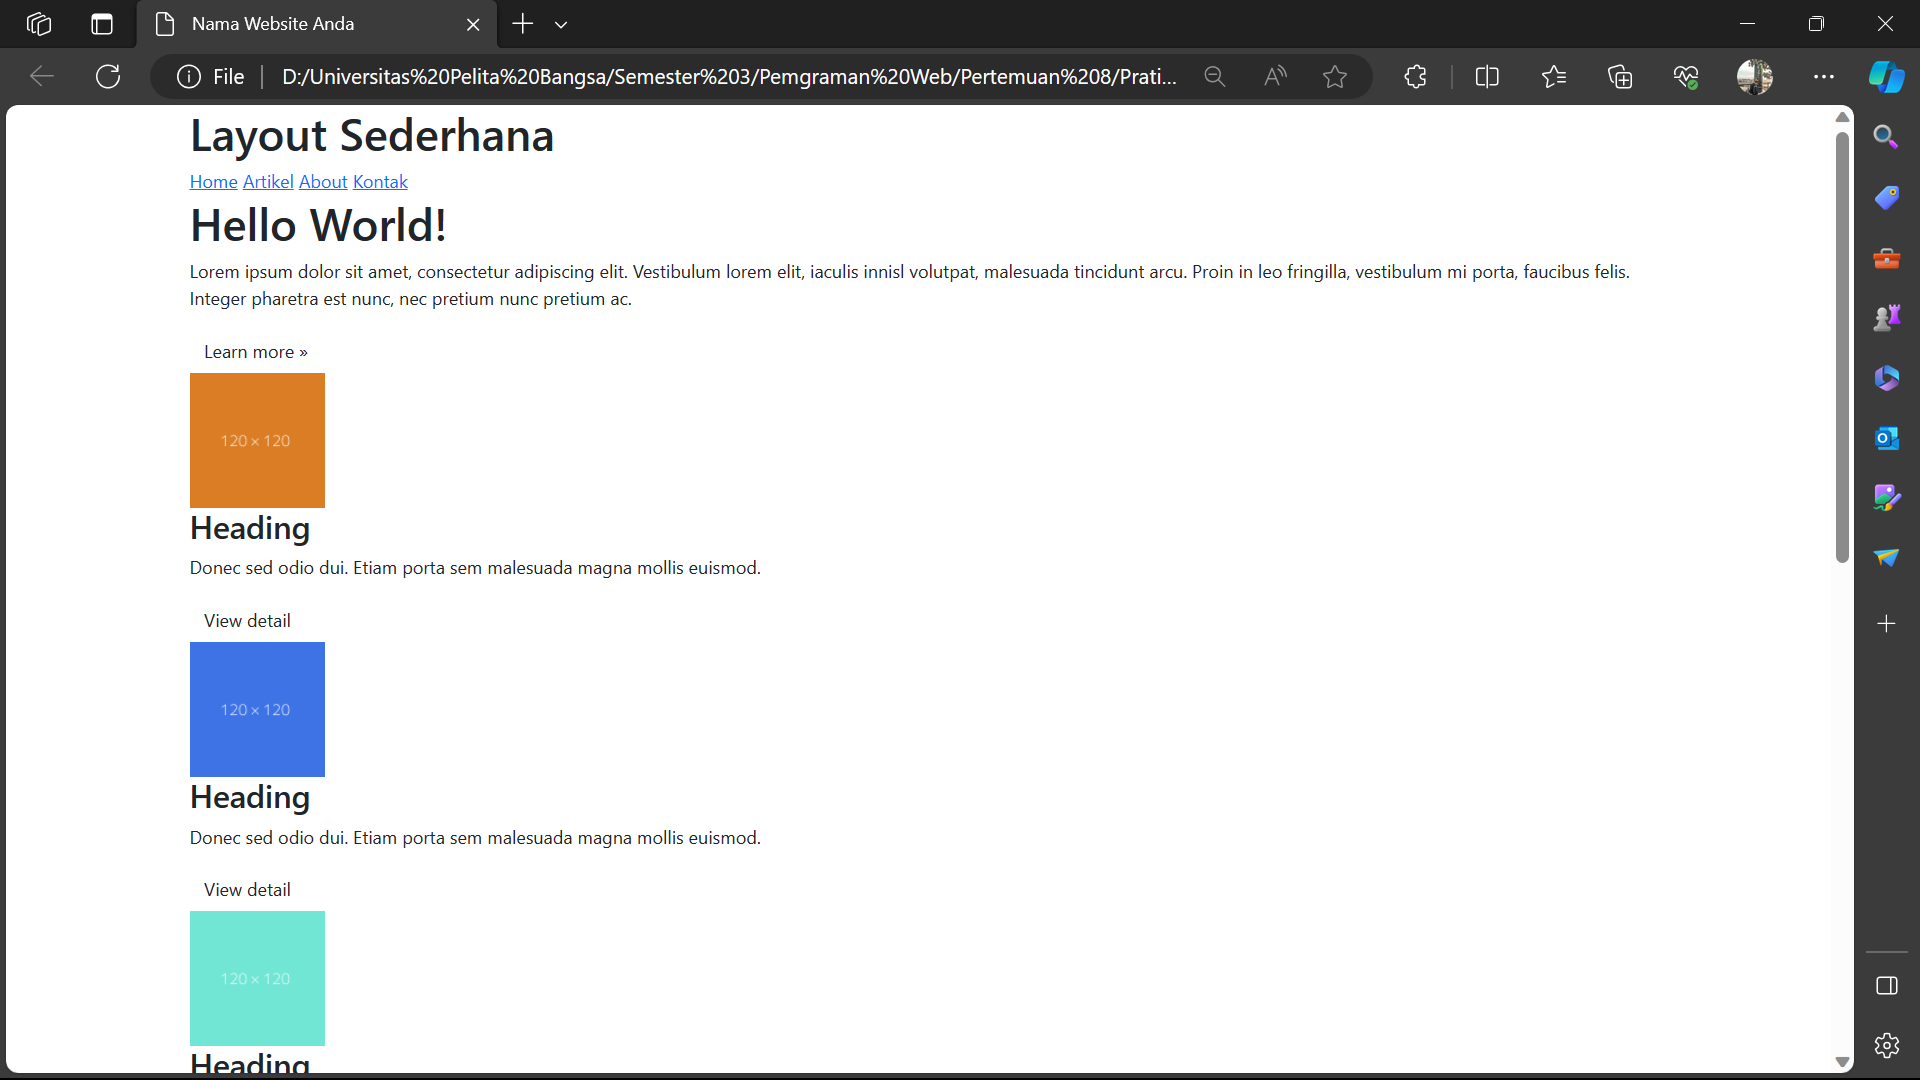 Nama Website Anda
File
D:/Universitas%20Pelita%20Bangsa/Semester%203/Pemgraman%20Web/Pertemuan%208/Prati...
Layout Sederhana
Home Artikel About Kontak
Hello World!
Lorem ipsum dolor sit amet, consectetur adipiscing elit. Vestibulum lorem elit, iaculis innisl volutpat, malesuada tincidunt arcu. Proin in leo fringilla, vestibulum mi porta, faucibus felis.
Integer pharetra est nunc, nec pretium nunc pretium ac.
Learn more »
120 × 120
Heading
Donec sed odio dui. Etiam porta sem malesuada magna mollis euismod.
View detail
120 × 120
Heading
Donec sed odio dui. Etiam porta sem malesuada magna mollis euismod.
View detail
120 × 120
Heading